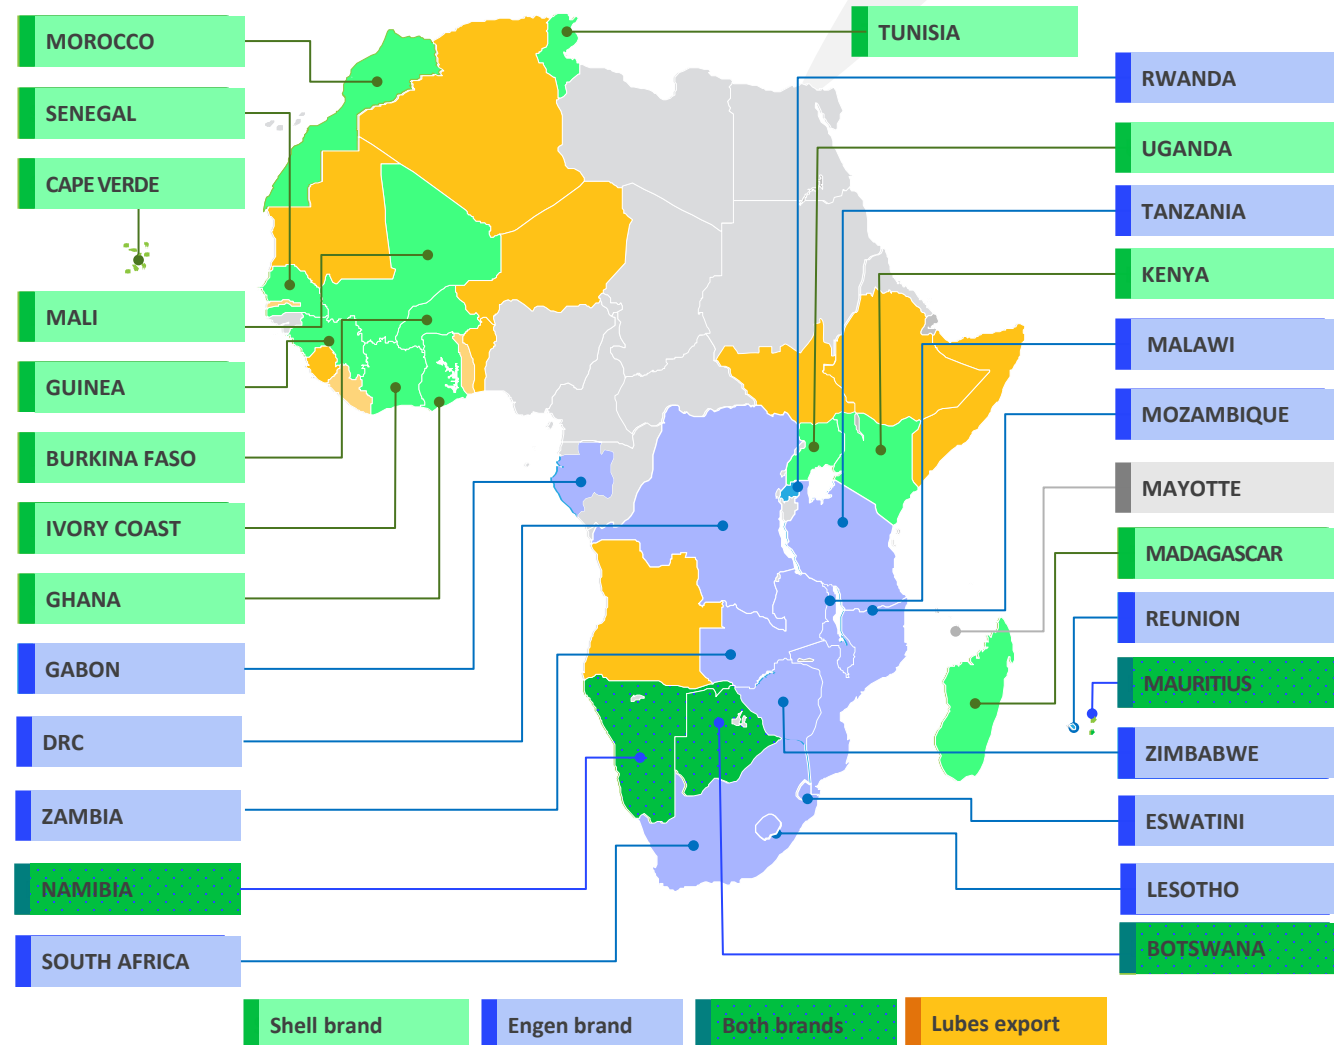 MOROCCO
SENEGAL
CAPE VERDE
MALI
GUINEA
BURKINA FASO
IVORY COAST
GHANA
GABON
DRC
ZAMBIA
NAMIBIA
SOUTH AFRICA
TUNISIA
RWANDA
UGANDA
TANZANIA
KENYA
MALAWI
MOZAMBIQUE
MAYOTTE
MADAGASCAR
REUNION
MAURITIUS
ZIMBABWE
ESWATINI
LESOTHO
BOTSWANA
Shell brand
Engen brand
Both brands
Lubes export